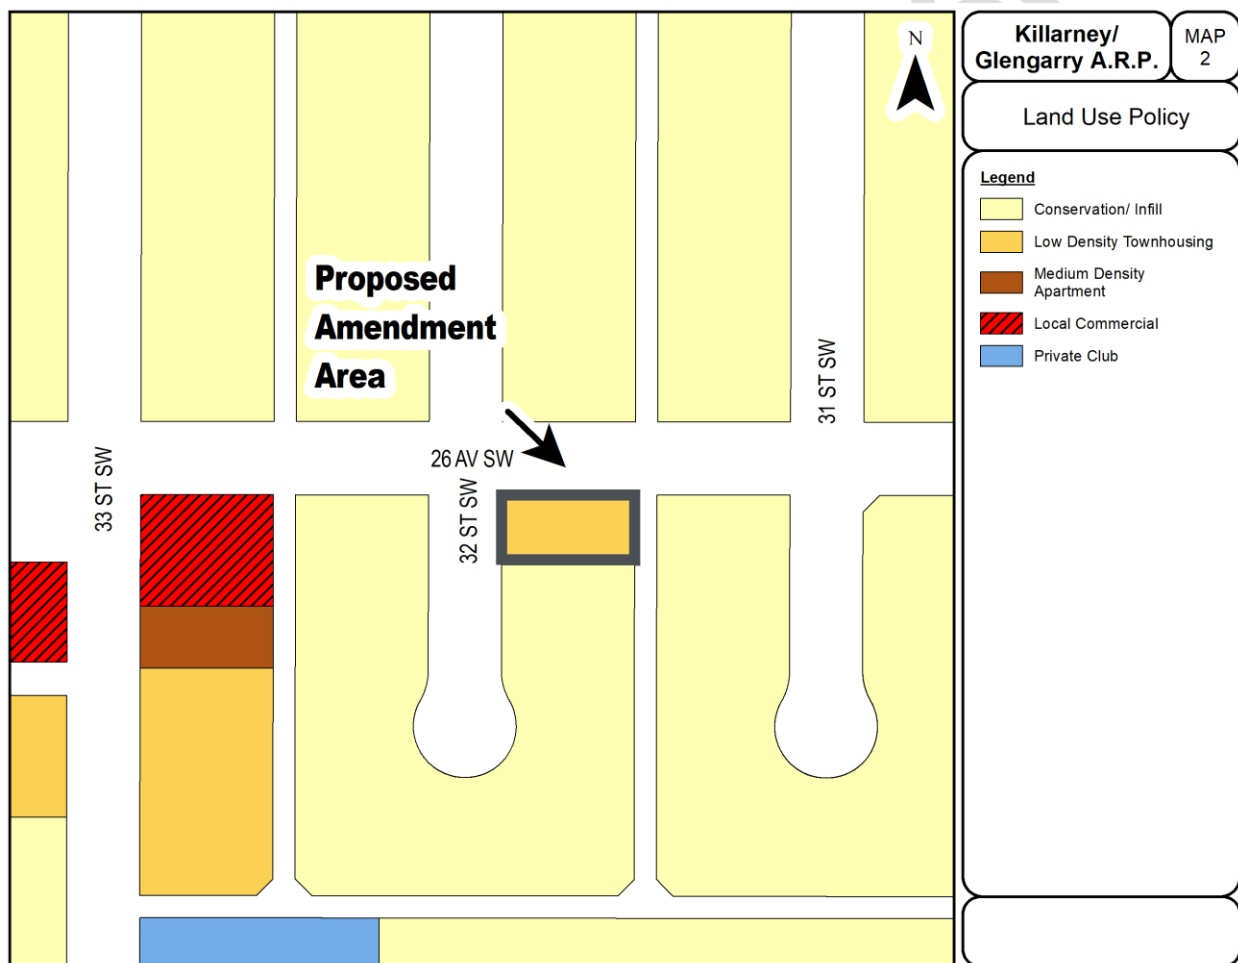 Killarney/
Glengarry A.R.P.
MAP
2
Land Use Policy
Legend
Conservation/ Infill
Low Density Townhousing
Medium Density
Apartment
Local Commercial
Private Club
N
Proposed
Amendment
Area
31 ST SW
26 AV SW
33 ST SW
32 ST SW